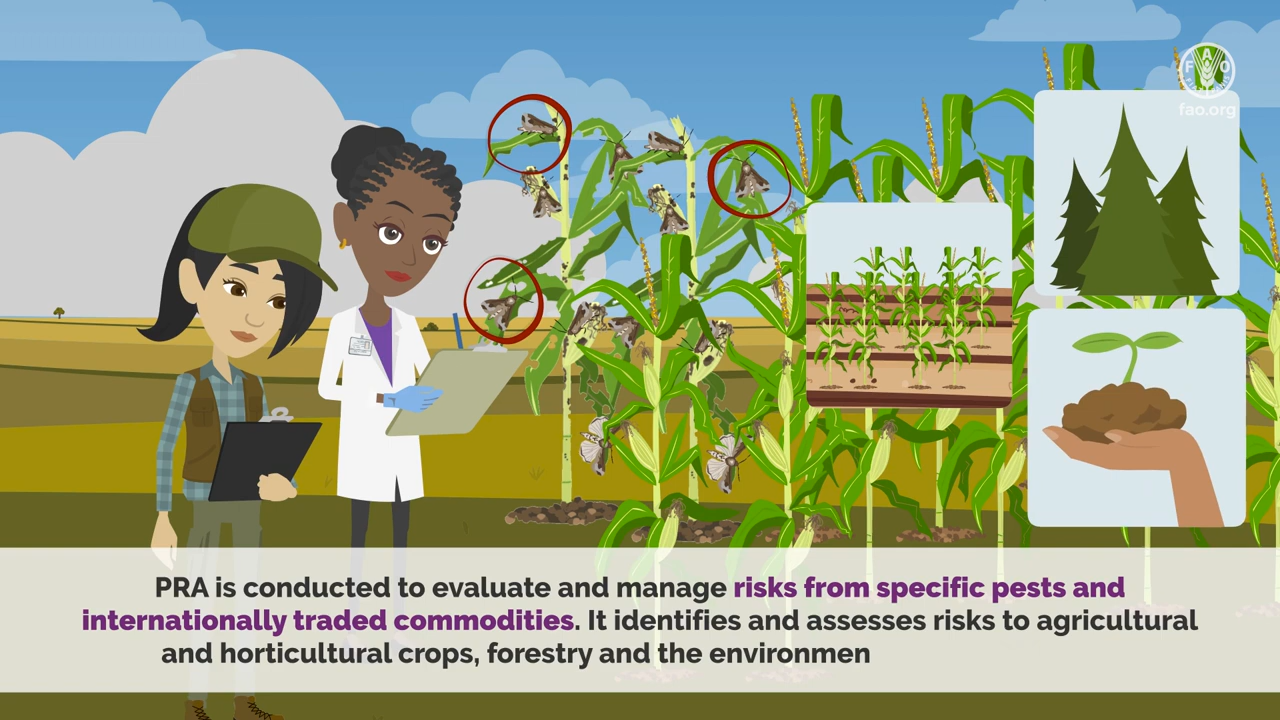 FAO
fao.org
PRA is conducted to evaluate and manage risks from specific pests and
internationally traded commodities. It identifies and assesses risks to agricultural
and horticultural crops, forestry and the environmen